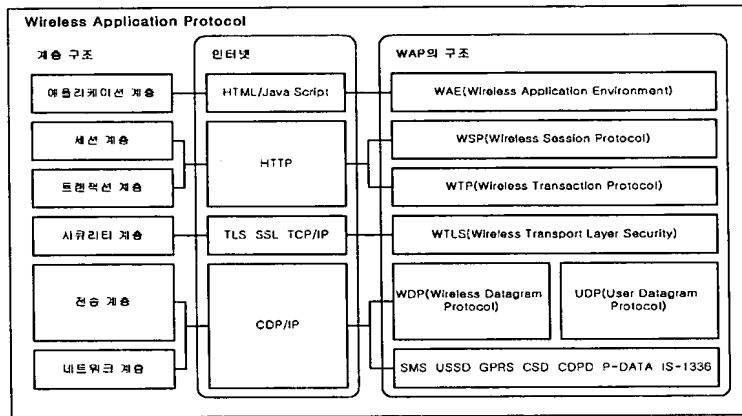 Wireless Application Protocol
계층 구조
인터넷
WAP의 구조
애플리케이션 계층
HTML/Java Script
WAE(Wireless Application Environment)
세션 계층
HTTP
WSP(Wireless Session Protocol)
트랜잭션 계층
WTP(Wireless Transaction Protocol)
시큐리티 계층
TLS SSL TCP/IP
WTLS(Wireless Transport Layer Security)
전송 계층
CDP/IP
WDP(Wireless Datagram
Protocol)
UDP(User Datagram
Protocol)
네트워크 계층
SMS USSD GPRS CSD CDPD P-DATA IS-1336